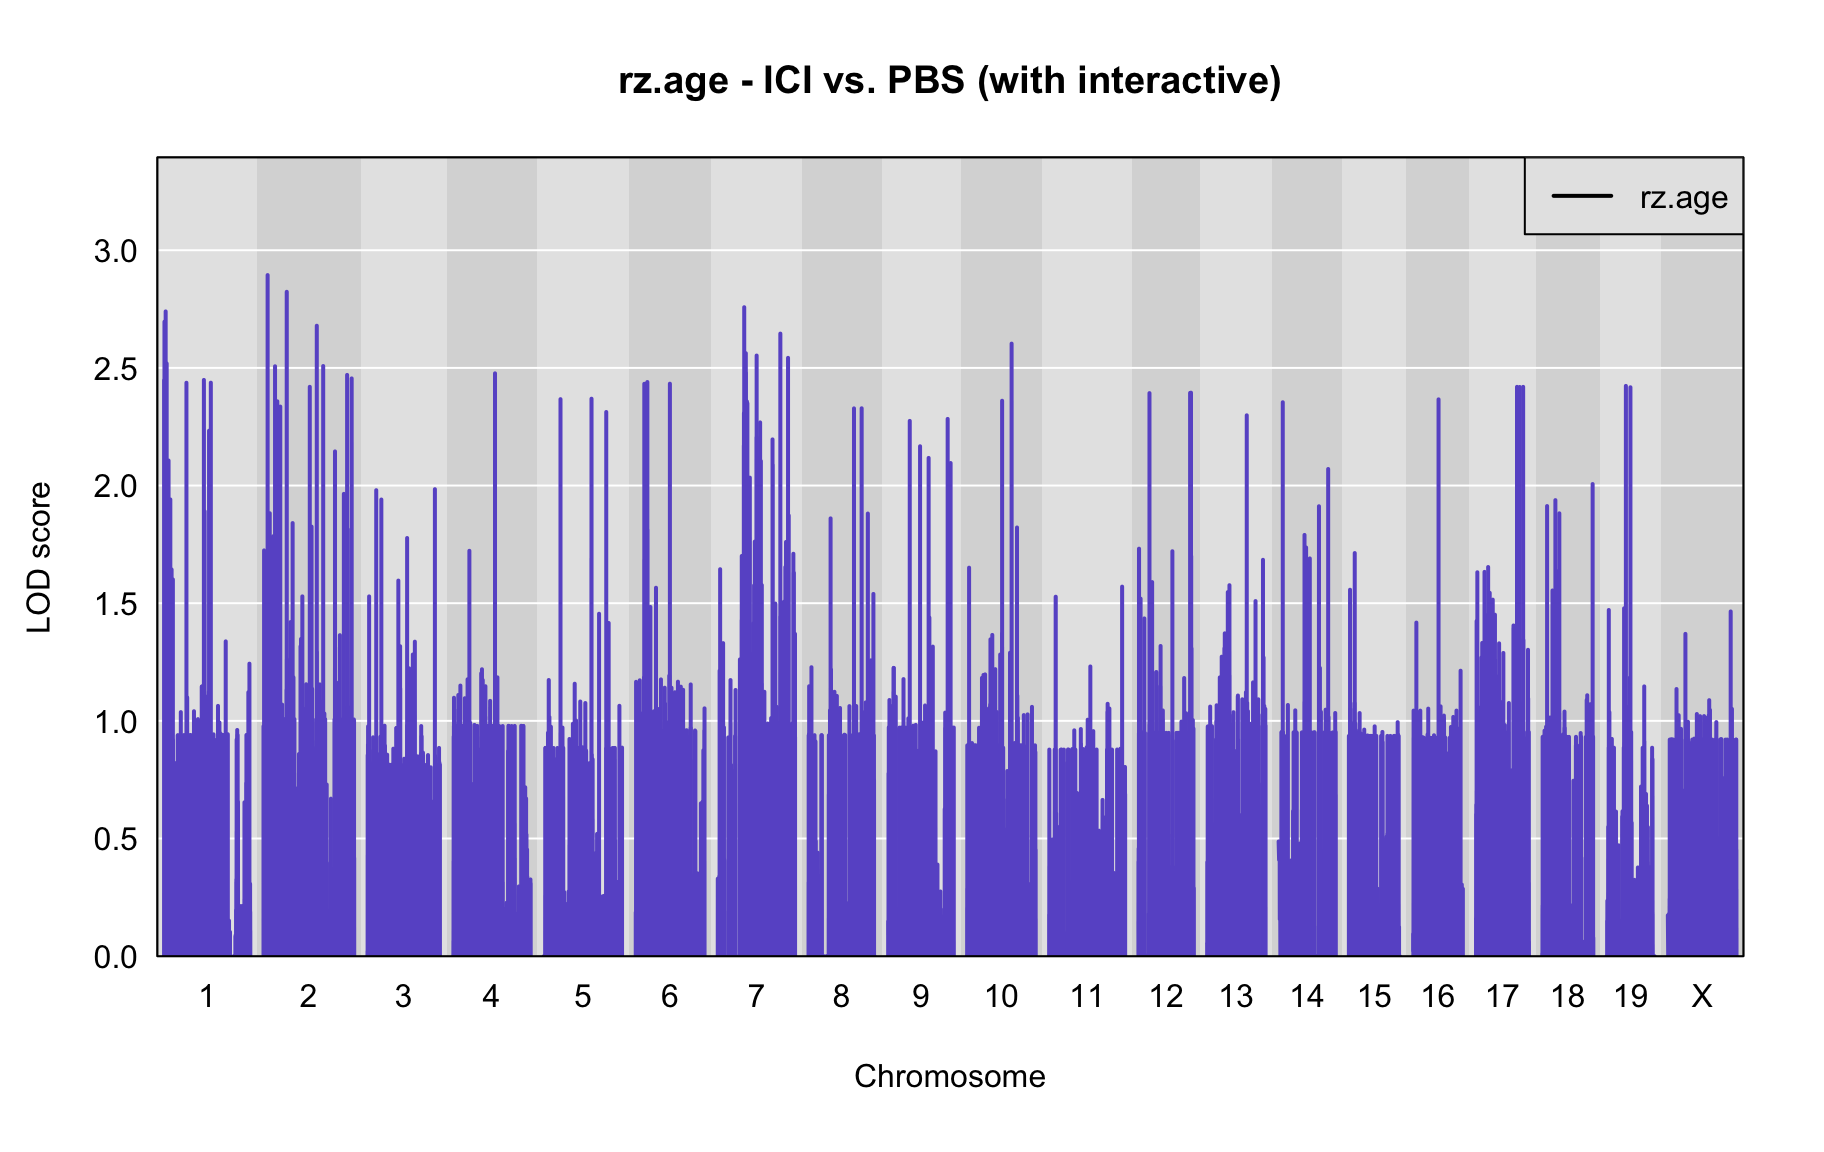 rz.age - ICI vs. PBS (with interactive)
rz.age
LOD score
3.0
2.5
2.0
1.5
1.0
0.5
0.0
1 2 3 4 5 6 7 8 9 10 11 12 13 14 15 16 17 18 19 X
Chromosome